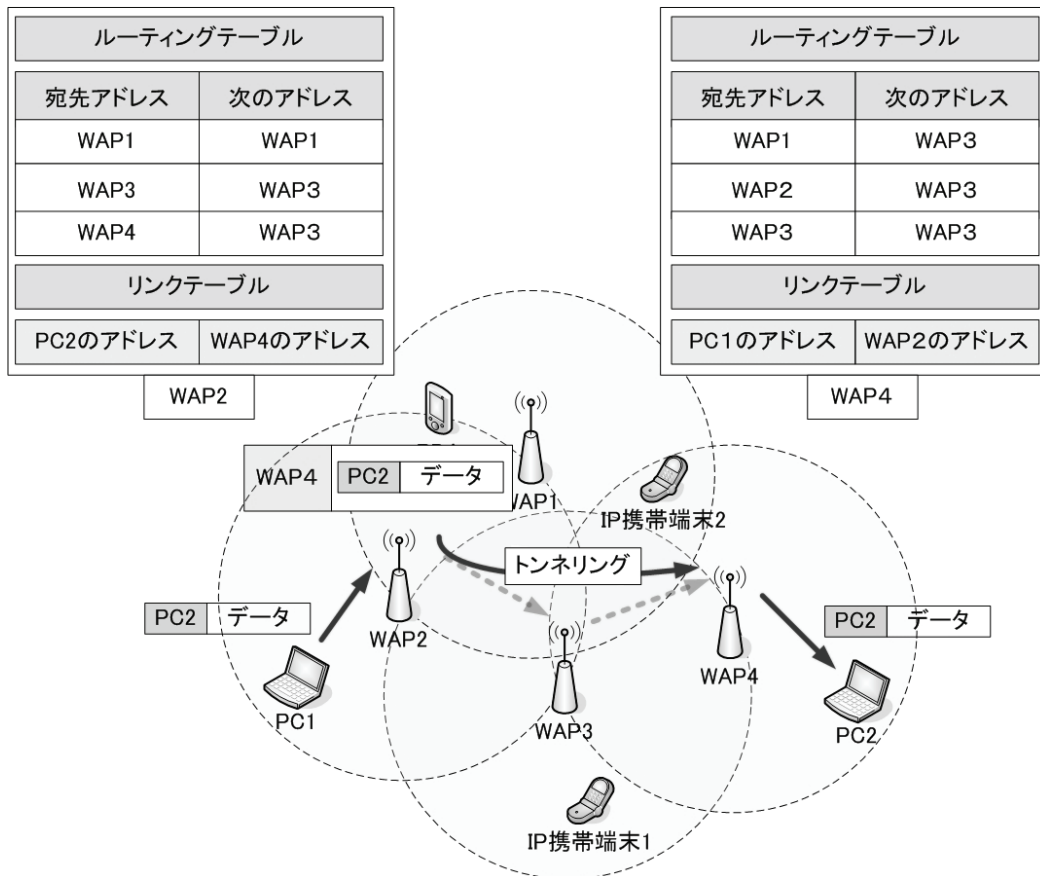 ルーティングテーブル
宛先アドレス 次のアドレス
WAP1 WAP1
WAP3 WAP3
WAP4 WAP3
リンクテーブル
PC2のアドレス WAP4のアドレス
WAP2
ルーティングテーブル
宛先アドレス 次のアドレス
WAP1 WAP3
WAP2 WAP3
WAP3 WAP3
リンクテーブル
PC1のアドレス WAP2のアドレス
WAP4
WAP4 PC2 データ
WAP1
IP携帯端末2
トンネリング
PC2 データ
WAP2
PC1
WAP3
WAP4
PC2 データ
PC2
IP携帯端末1